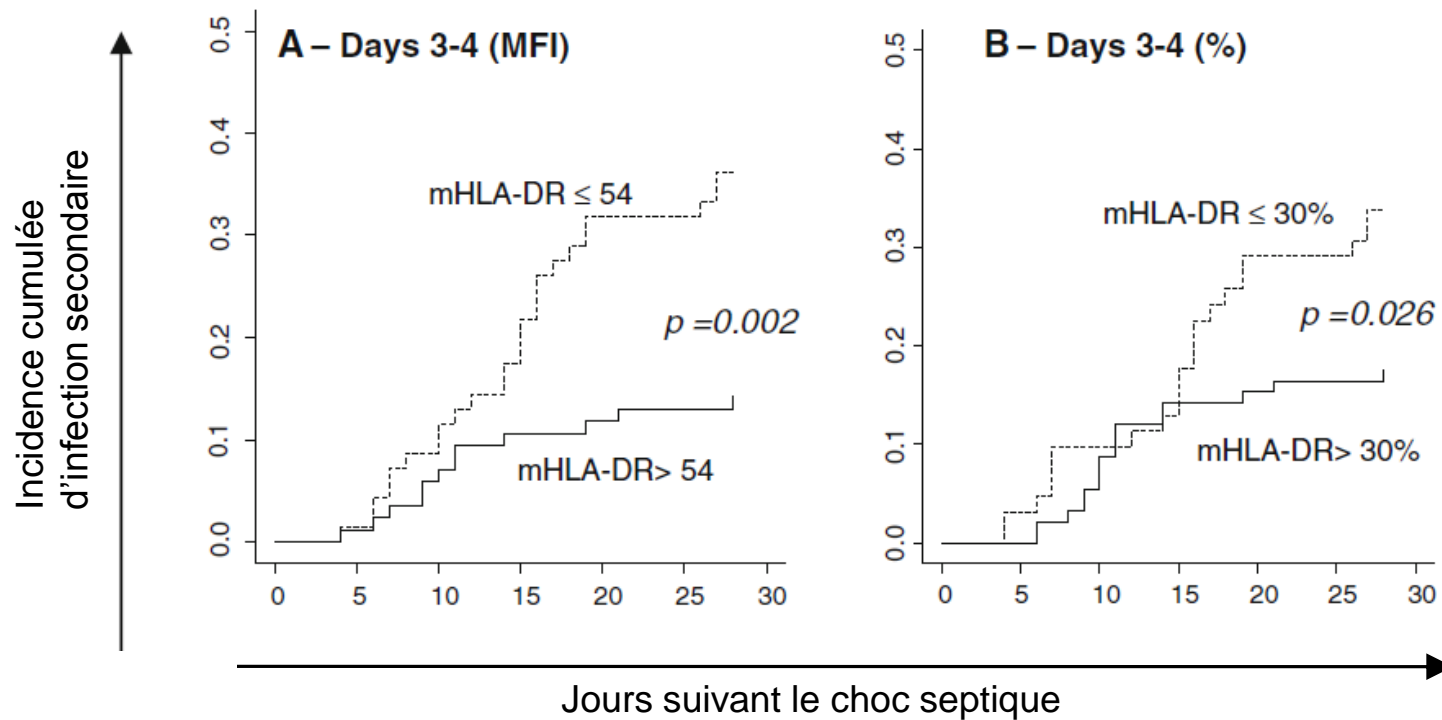 Incidence cumulée
d'infection secondaire
A – Days 3-4 (MFI)
0.5
0.4
0.3
0.2
0.1
0.0
mHLA-DR ≤ 54
p =0.002
mHLA-DR> 54
0 5 10 15 20 25 30
B – Days 3-4 (%)
0.5
0.4
0.3
0.2
0.1
0.0
mHLA-DR ≤ 30%
p =0.026
mHLA-DR> 30%
0 5 10 15 20 25 30
Jours suivant le choc septique